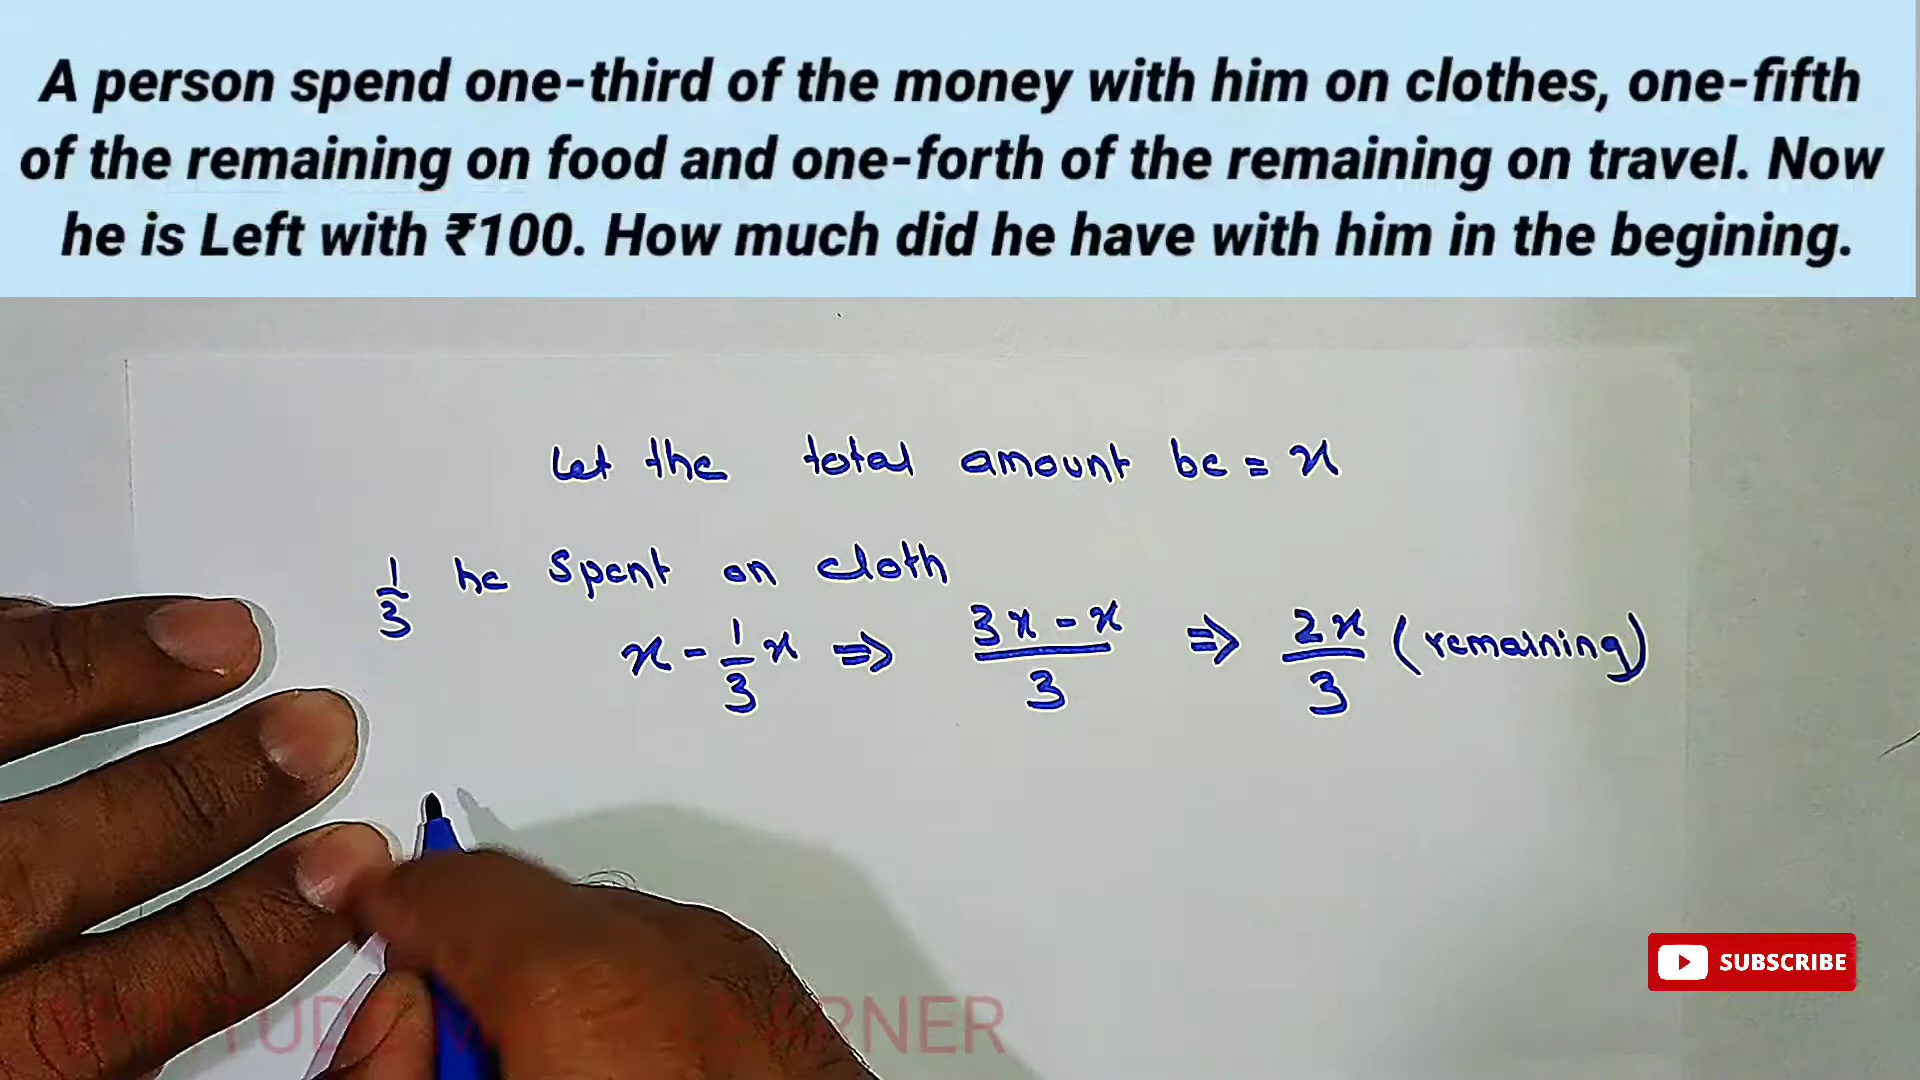 A person spend one-third of the money with him on clothes, one-fifth
of the remaining on food and one-forth of the remaining on travel. Now
he is Left with ₹100. How much did he have with him in the begining.
Let the total amount be = x
1/3 he spent on cloth
x - 1/3 x ⇒ 3x - x / 3 ⇒ 2x/3 (remaining)
SUBSCRIBE
LEARNER